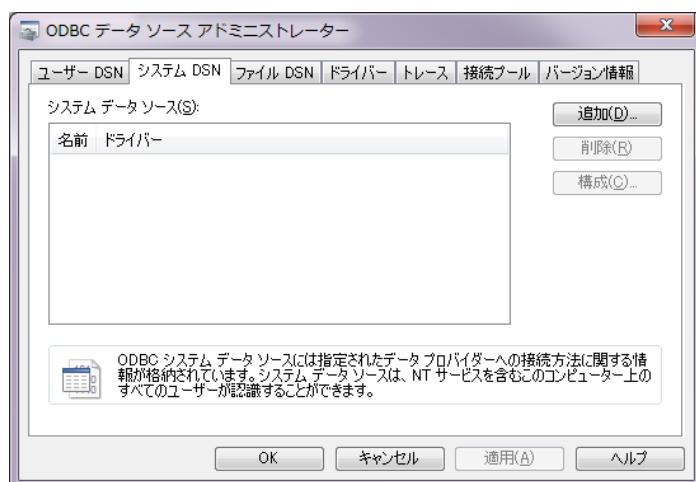 ODBC データ ソース アドミニストレーター
ユーザー DSN システム DSN ファイル DSN ドライバー トレース 接続プール バージョン情報
システム データ ソース(S):
名前 ドライバー
追加(D)...
削除(R)
構成(C)...
ODBC システム データ ソースには指定されたデータ プロバイダーへの接続方法に関する情
報が格納されています。システム データ ソースは、NT サービスを含むこのコンピューター上の
すべてのユーザーが認識することができます。
OK キャンセル 適用(A) ヘルプ